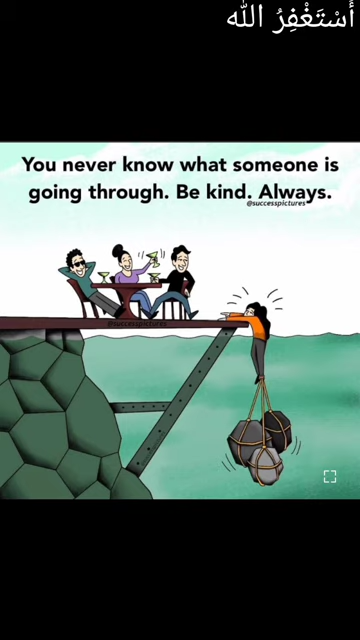 أَسْتَغْفِرُ اللّٰه
You never know what someone is
going through. Be kind. Always.
@successpictures
@successpictures